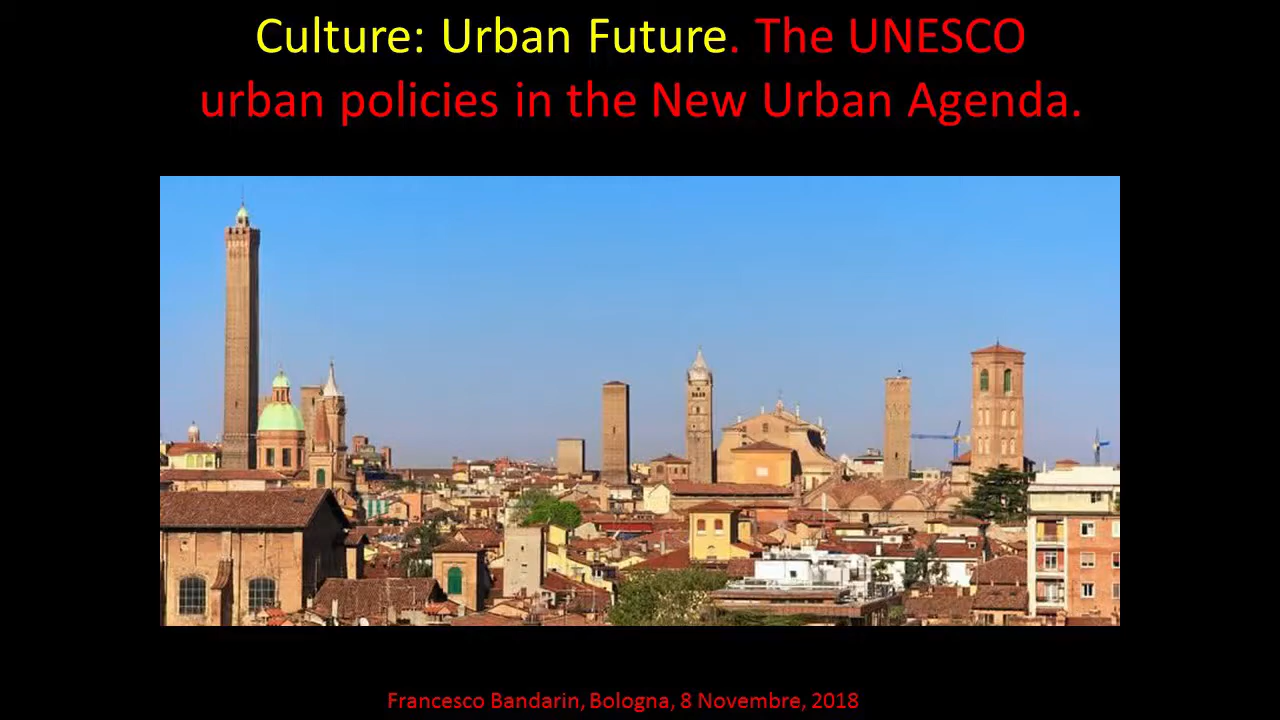 Culture: Urban Future. The UNESCO
urban policies in the New Urban Agenda.
Francesco Bandarin, Bologna, 8 Novembre, 2018